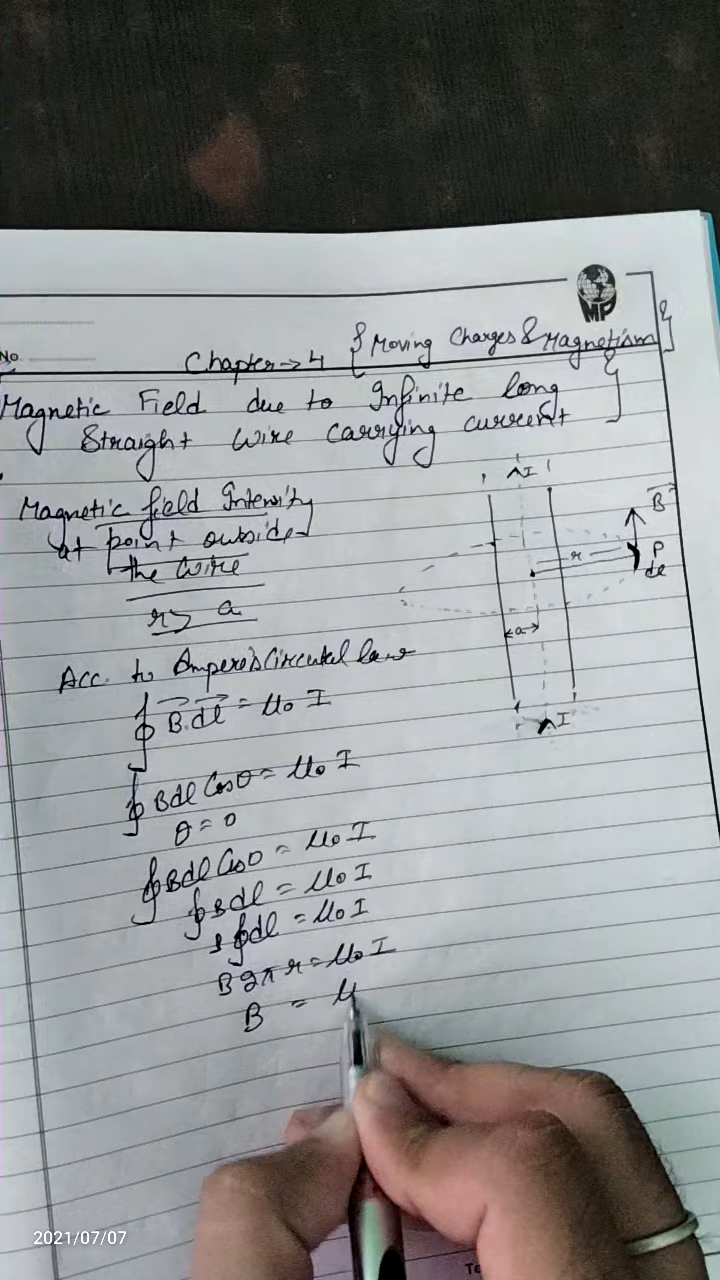 MP
No.
Chapter → 4 { Moving Charges & Magnetism }
Magnetic Field due to Infinite long
Straight Wire Carrying current
Magnetic field Intensity
at point outside
the wire
r > a
I
B
r
P
dl
a
I
Acc. to Ampere's Circuital law
∮ B.dl = μ₀ I
∮ Bdl Cosθ = μ₀ I
θ = 0
∮ Bdl Cos0 = μ₀ I
∮ Bdl = μ₀ I
∮dl = μ₀ I
B 2π r = μ₀ I
B = μ
2021/07/07